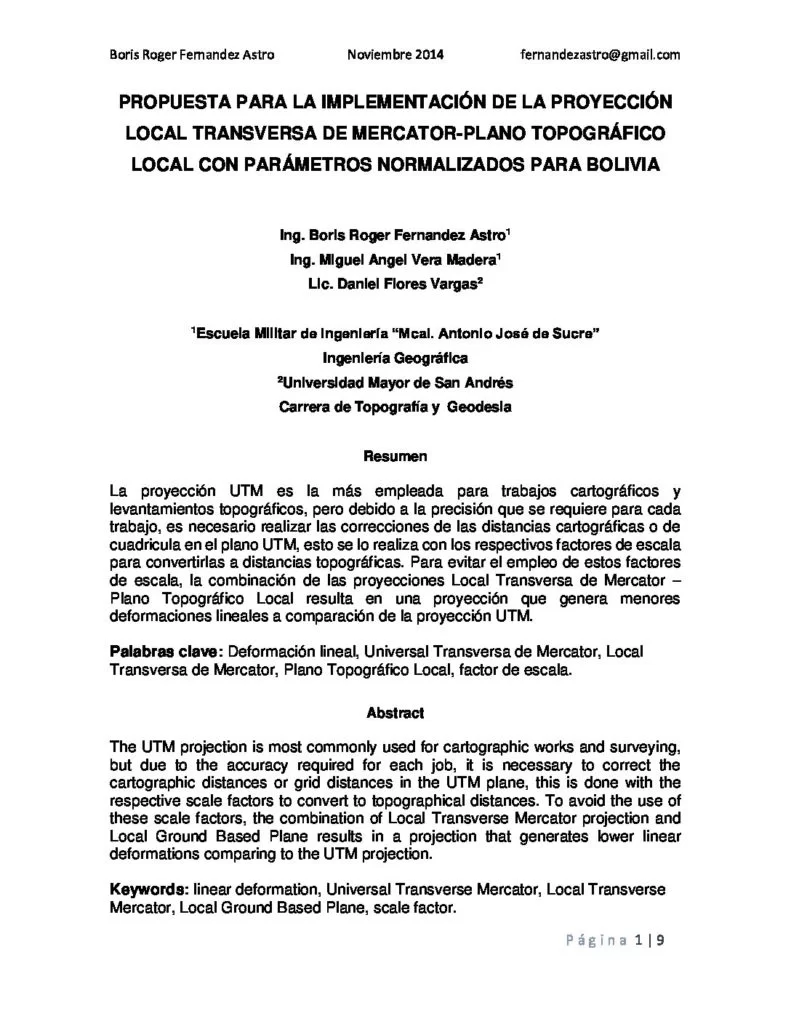 Boris Roger Fernandez Astro Noviembre 2014 fernandezastro@gmail.com
PROPUESTA PARA LA IMPLEMENTACIÓN DE LA PROYECCIÓN
LOCAL TRANSVERSA DE MERCATOR-PLANO TOPOGRÁFICO
LOCAL CON PARÁMETROS NORMALIZADOS PARA BOLIVIA
Ing. Boris Roger Fernandez Astro¹
Ing. Miguel Angel Vera Madera¹
Lic. Daniel Flores Vargas²
¹Escuela Militar de Ingeniería “Mcal. Antonio José de Sucre”
Ingeniería Geográfica
²Universidad Mayor de San Andrés
Carrera de Topografía y Geodesia
Resumen
La proyección UTM es la más empleada para trabajos cartográficos y
levantamientos topográficos, pero debido a la precisión que se requiere para cada
trabajo, es necesario realizar las correcciones de las distancias cartográficas o de
cuadricula en el plano UTM, esto se lo realiza con los respectivos factores de escala
para convertirlas a distancias topográficas. Para evitar el empleo de estos factores
de escala, la combinación de las proyecciones Local Transversa de Mercator –
Plano Topográfico Local resulta en una proyección que genera menores
deformaciones lineales a comparación de la proyección UTM.
Palabras clave: Deformación lineal, Universal Transversa de Mercator, Local
Transversa de Mercator, Plano Topográfico Local, factor de escala.
Abstract
The UTM projection is most commonly used for cartographic works and surveying,
but due to the accuracy required for each job, it is necessary to correct the
cartographic distances or grid distances in the UTM plane, this is done with the
respective scale factors to convert to topographical distances. To avoid the use of
these scale factors, the combination of Local Transverse Mercator projection and
Local Ground Based Plane results in a projection that generates lower linear
deformations comparing to the UTM projection.
Keywords: linear deformation, Universal Transverse Mercator, Local Transverse
Mercator, Local Ground Based Plane, scale factor.
Página 1 | 9